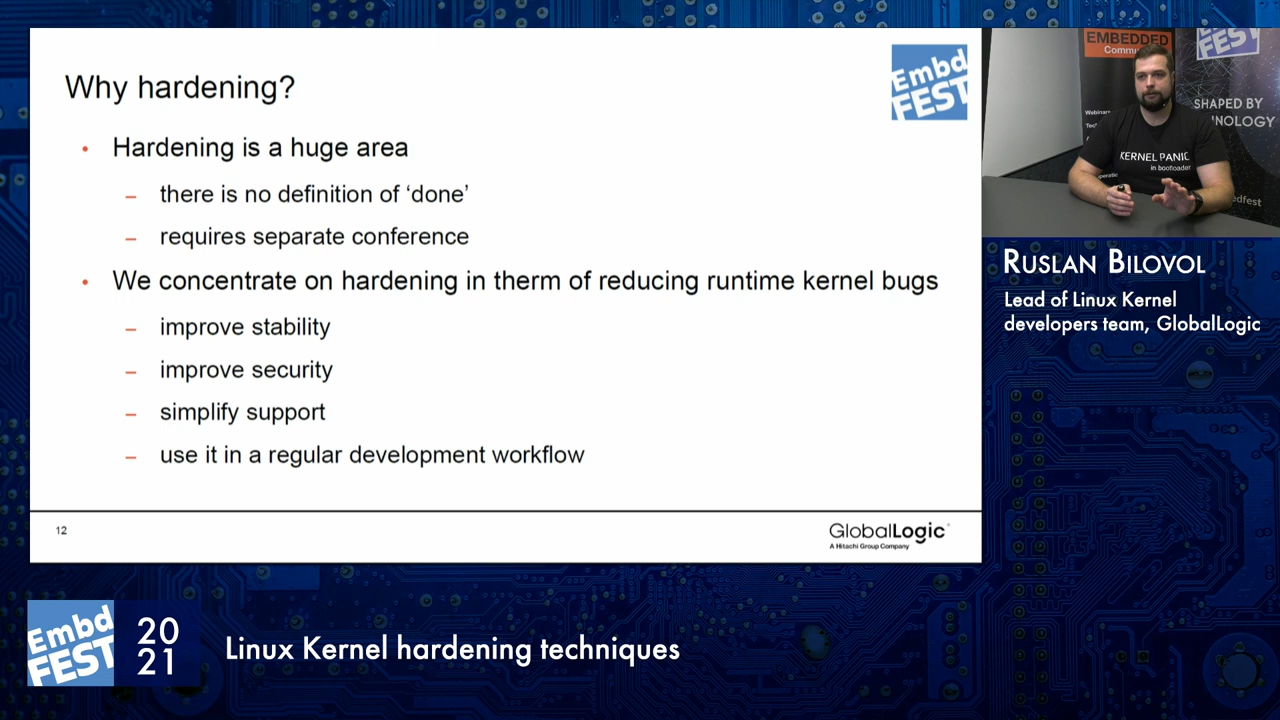 Why hardening?
Embd
FEST
• Hardening is a huge area
– there is no definition of ‘done’
– requires separate conference
• We concentrate on hardening in therm of reducing runtime kernel bugs
– improve stability
– improve security
– simplify support
– use it in a regular development workflow
12
GlobalLogic
A Hitachi Group Company
EMBEDDED
FEST
SHAPED BY
Webinars
KERNEL PANIC
in bootloader
edfest
RUSLAN BILOVOL
Lead of Linux Kernel
developers team, GlobalLogic
Embd
FEST
20
21
Linux Kernel hardening techniques